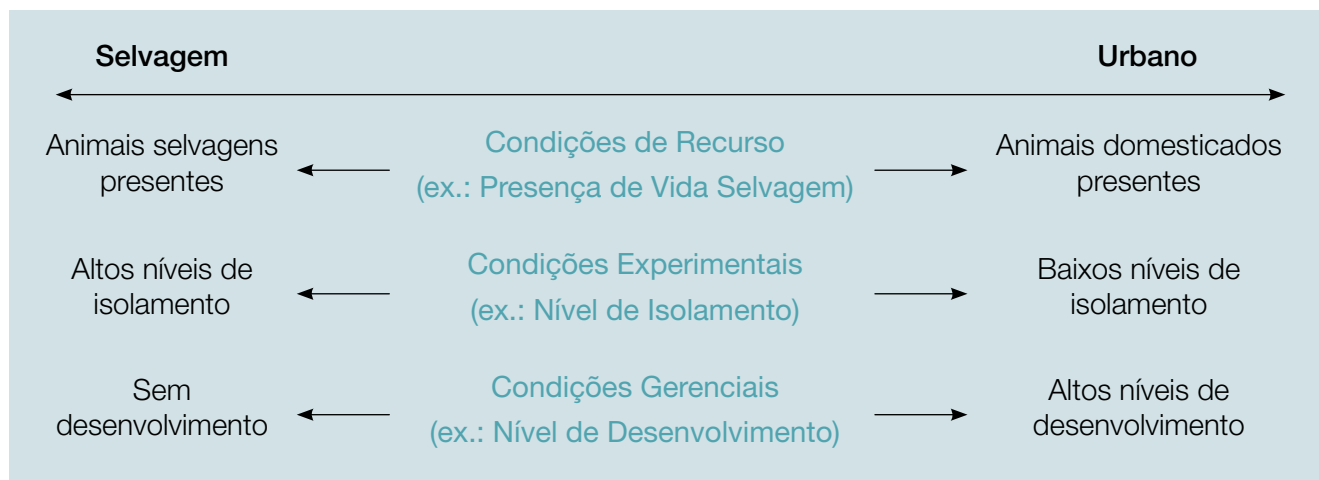 Selvagem
Urbano
Animais selvagens
presentes
Condições de Recurso
(ex.: Presença de Vida Selvagem)
Animais domesticados
presentes
Altos níveis de
isolamento
Condições Experimentais
(ex.: Nível de Isolamento)
Baixos níveis de
isolamento
Sem
desenvolvimento
Condições Gerenciais
(ex.: Nível de Desenvolvimento)
Altos níveis de
desenvolvimento